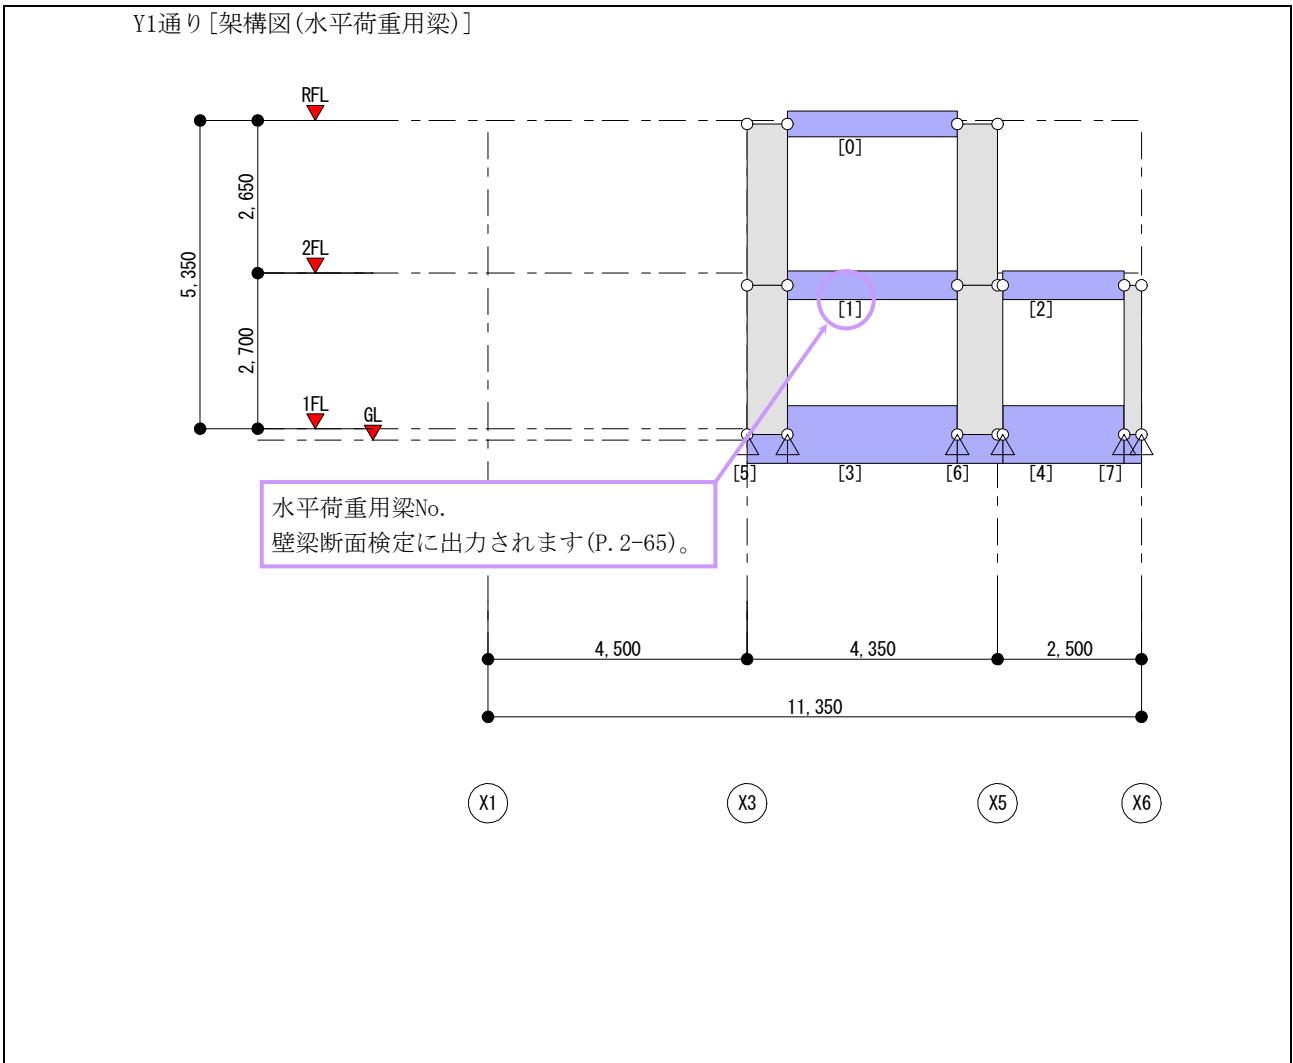 Y1通り[架構図(水平荷重用梁)]
RFL
[0]
2,650
5,350
2FL
[1]
[2]
2,700
1FL
GL
[5]
[3]
[6]
[4]
[7]
水平荷重用梁No.
壁梁断面検定に出力されます(P.2-65)。
4,500
4,350
2,500
11,350
X1
X3
X5
X6